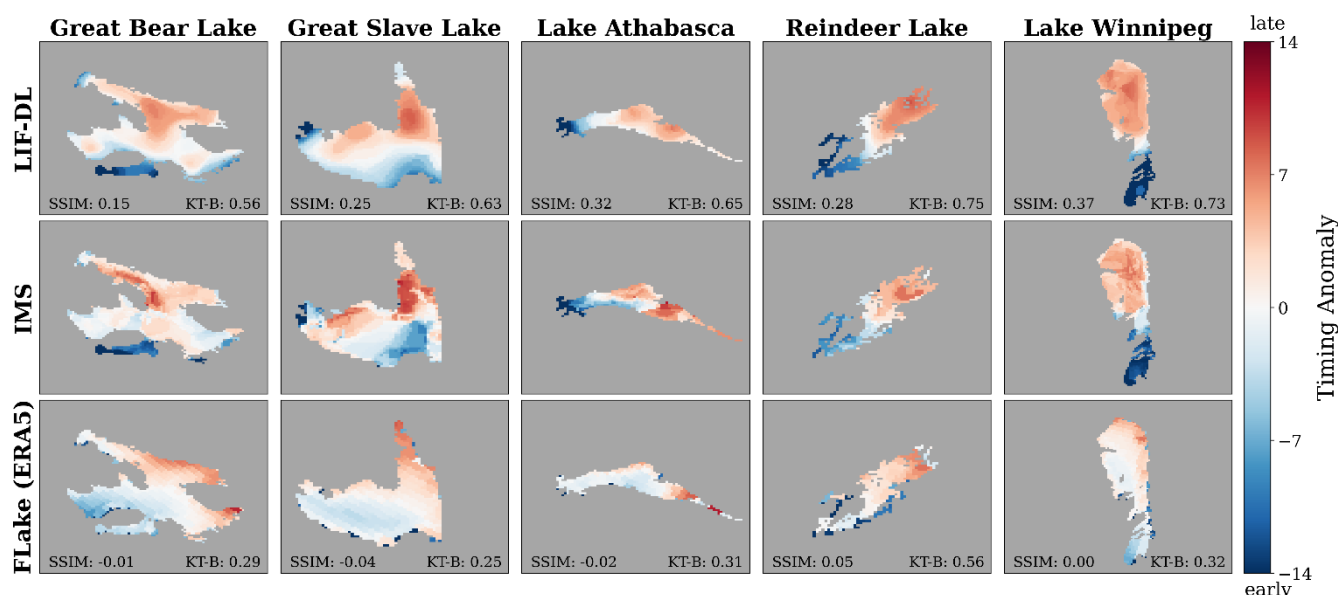 Great Bear Lake Great Slave Lake Lake Athabasca Reindeer Lake Lake Winnipeg late
14
LIF-DL
SSIM: 0.15 KT-B: 0.56 SSIM: 0.25 KT-B: 0.63 SSIM: 0.32 KT-B: 0.65 SSIM: 0.28 KT-B: 0.75 SSIM: 0.37 KT-B: 0.73
7
IMS
0
Timing Anomaly
−7
FLake (ERA5)
SSIM: -0.01 KT-B: 0.29 SSIM: -0.04 KT-B: 0.25 SSIM: -0.02 KT-B: 0.31 SSIM: 0.05 KT-B: 0.56 SSIM: 0.00 KT-B: 0.32
−14
early